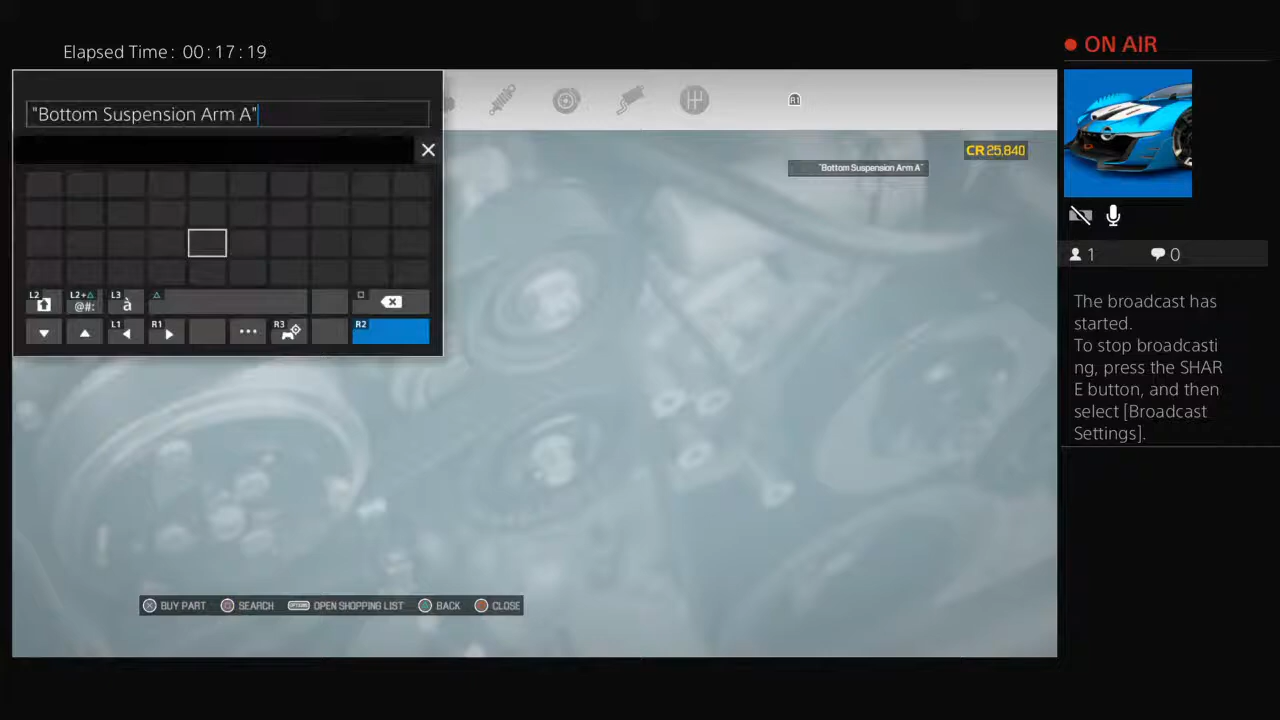 Elapsed Time: 00:17:19
ON AIR
"Bottom Suspension Arm A"
R1
CR 25,840
"Bottom Suspension Arm A"
1
0
L2
L2+△
@#:
L3
à
△
□
L1
R1
...
R3
R2
The broadcast has
started.
To stop broadcasti
ng, press the SHAR
E button, and then
select [Broadcast
Settings].
BUY PART
SEARCH
OPTIONS
OPEN SHOPPING LIST
BACK
CLOSE